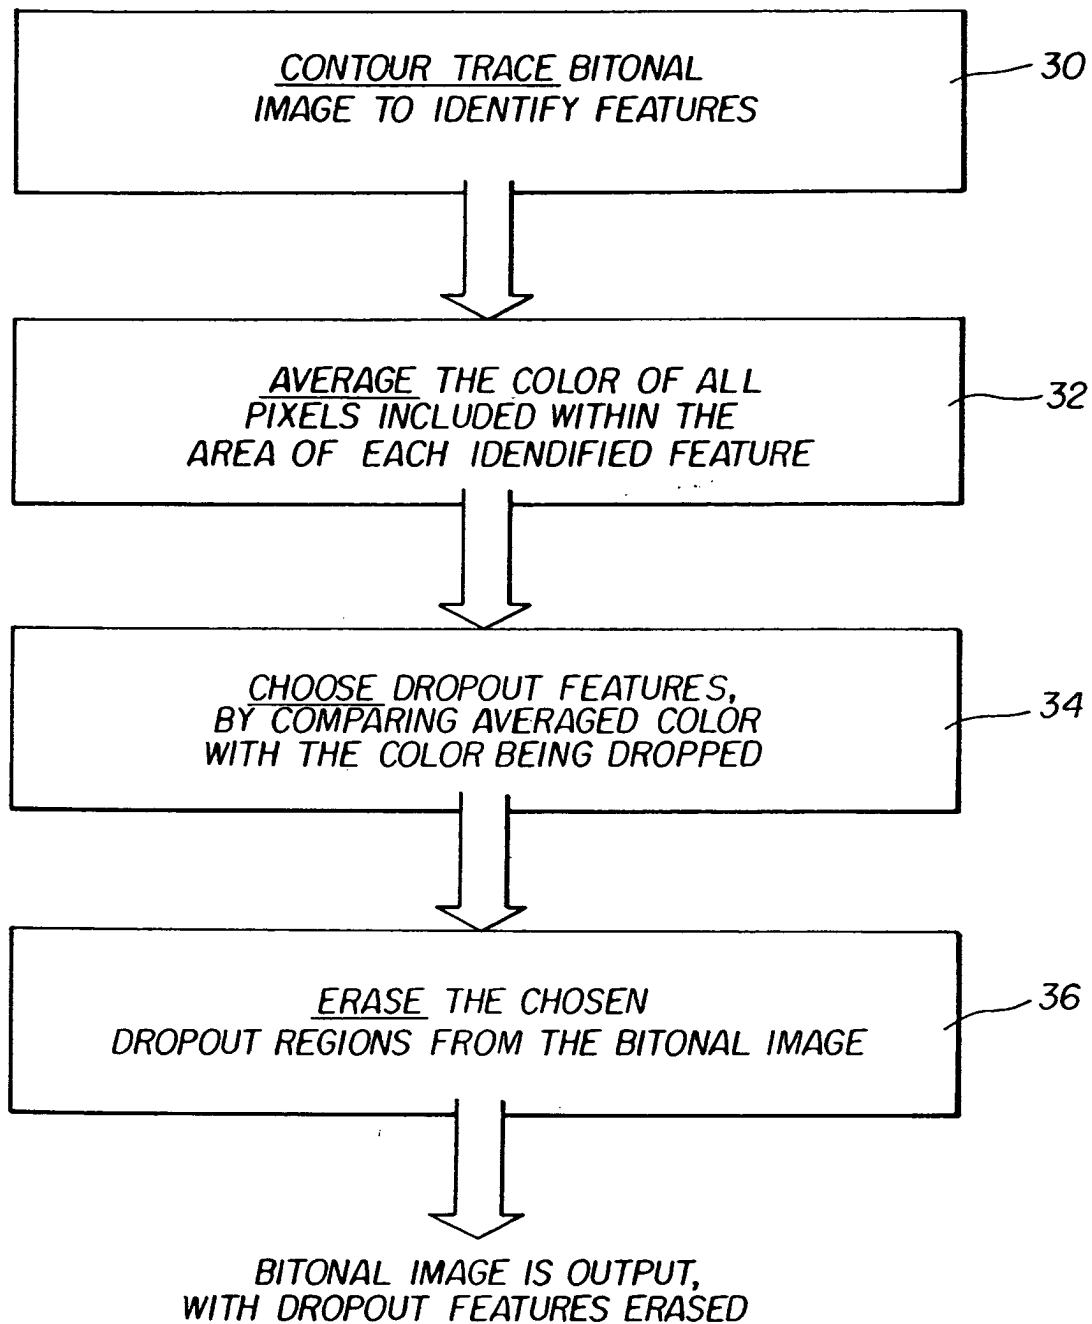 CONTOUR TRACE BITONAL
IMAGE TO IDENTIFY FEATURES
30
AVERAGE THE COLOR OF ALL
PIXELS INCLUDED WITHIN THE
AREA OF EACH IDENDIFIED FEATURE
32
CHOOSE DROPOUT FEATURES,
BY COMPARING AVERAGED COLOR
WITH THE COLOR BEING DROPPED
34
ERASE THE CHOSEN
DROPOUT REGIONS FROM THE BITONAL IMAGE
36
BITONAL IMAGE IS OUTPUT,
WITH DROPOUT FEATURES ERASED